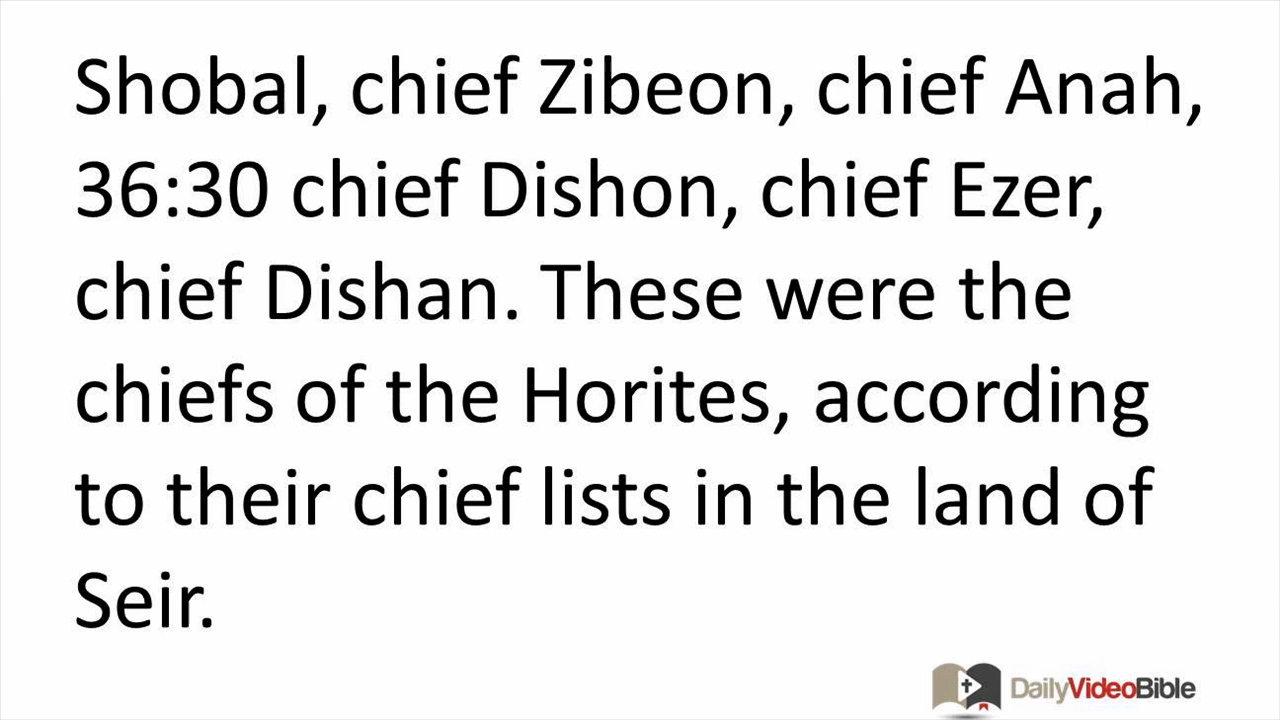 Shobal, chief Zibeon, chief Anah,
36:30 chief Dishon, chief Ezer,
chief Dishan. These were the
chiefs of the Horites, according
to their chief lists in the land of
Seir.
DailyVideoBible